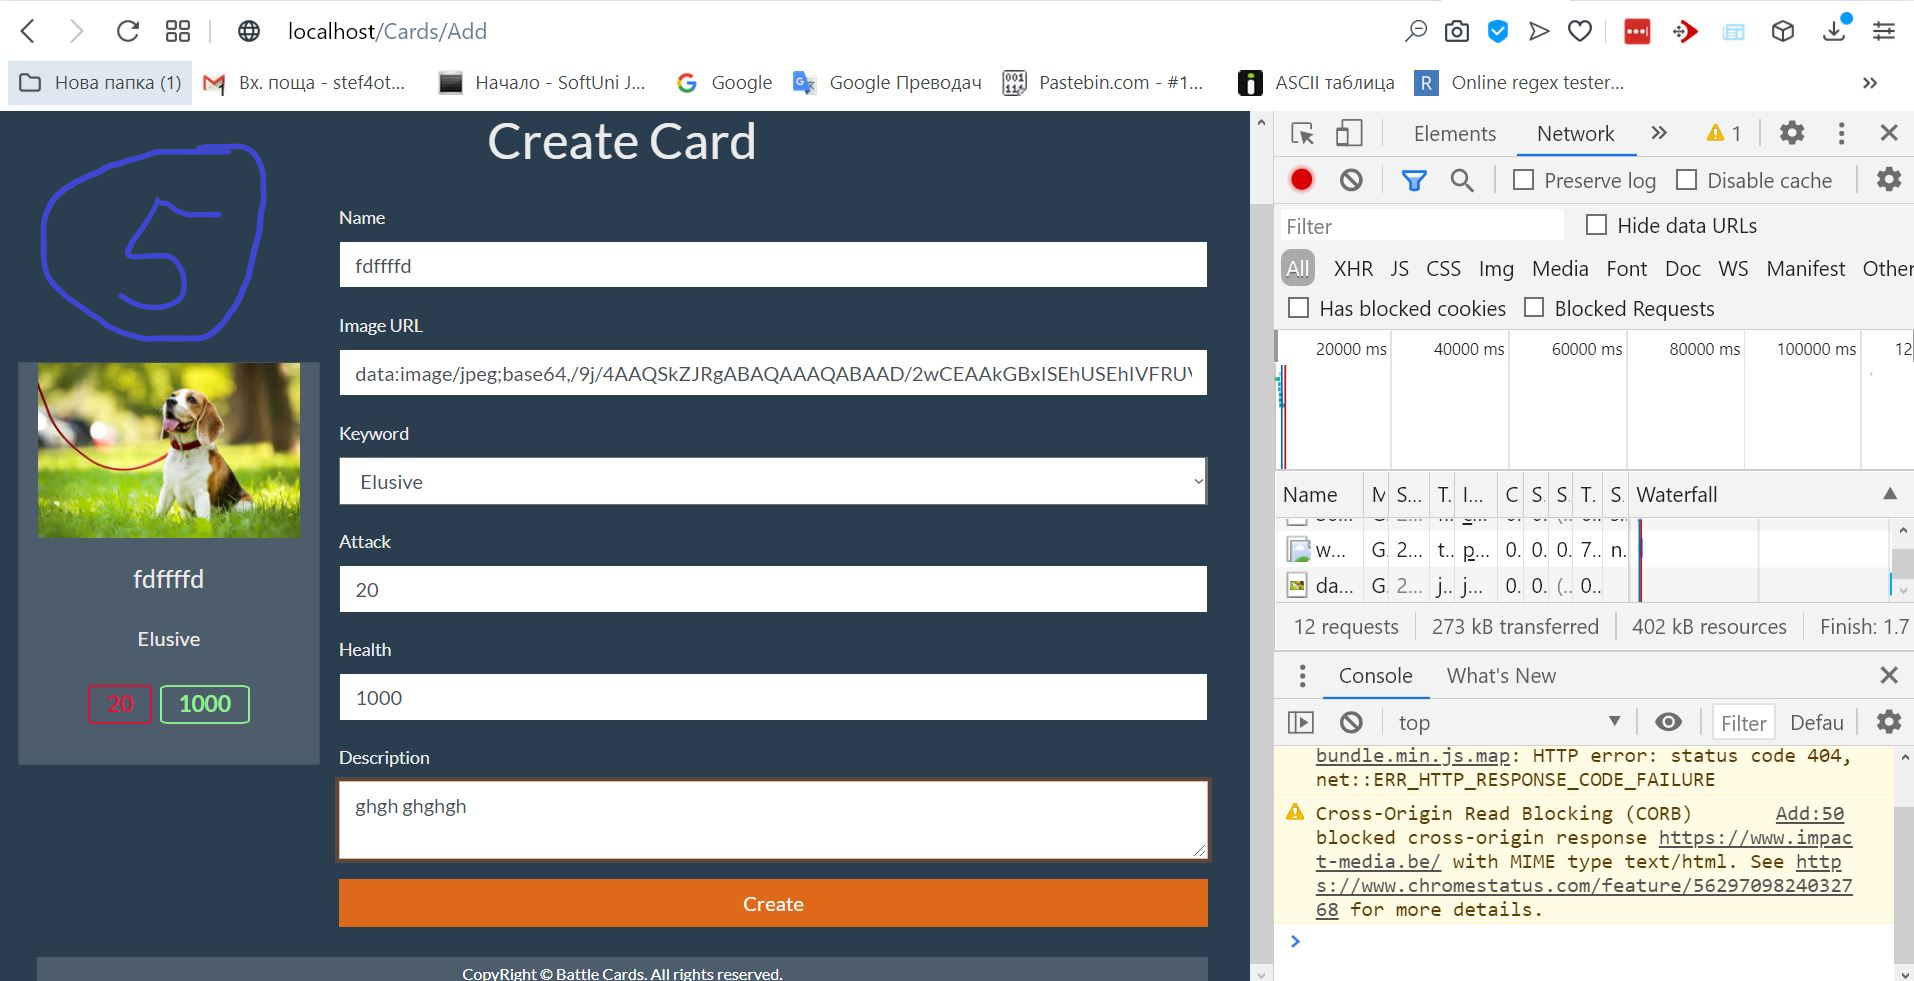 localhost/Cards/Add
Нова папка (1)
Вх. поща - stef4ot...
Начало - SoftUni J...
Google
Google Преводач
Pastebin.com - #1...
ASCII таблица
Online regex tester...
Create Card
5
Name
fdffffd
Image URL
data:image/jpeg;base64,/9j/4AAQSkZJRgABAQAAAQABAAD/2wCEAAkGBxISEhUSEhIVFRUV
Keyword
Elusive
Attack
20
Health
1000
Description
ghgh ghghgh
Create
fdffffd
Elusive
20 1000
CopyRight © Battle Cards. All rights reserved.
Elements Network 1
Preserve log Disable cache
Filter Hide data URLs
All XHR JS CSS Img Media Font Doc WS Manifest Other
Has blocked cookies Blocked Requests
20000 ms 40000 ms 60000 ms 80000 ms 100000 ms 12
Name M S... T. I... C S. S. T. S. Waterfall
w... G. 2... t... p... 0. 0. 0. 7.. n.
da... G. 2... j... j... 0. 0. (.. 0..
12 requests 273 kB transferred 402 kB resources Finish: 1.7
Console What's New
top Filter Defau
bundle.min.js.map: HTTP error: status code 404,
net::ERR_HTTP_RESPONSE_CODE_FAILURE
Cross-Origin Read Blocking (CORB) Add:50
blocked cross-origin response https://www.impac
t-media.be/ with MIME type text/html. See http
s://www.chromestatus.com/feature/56297098240327
68 for more details.